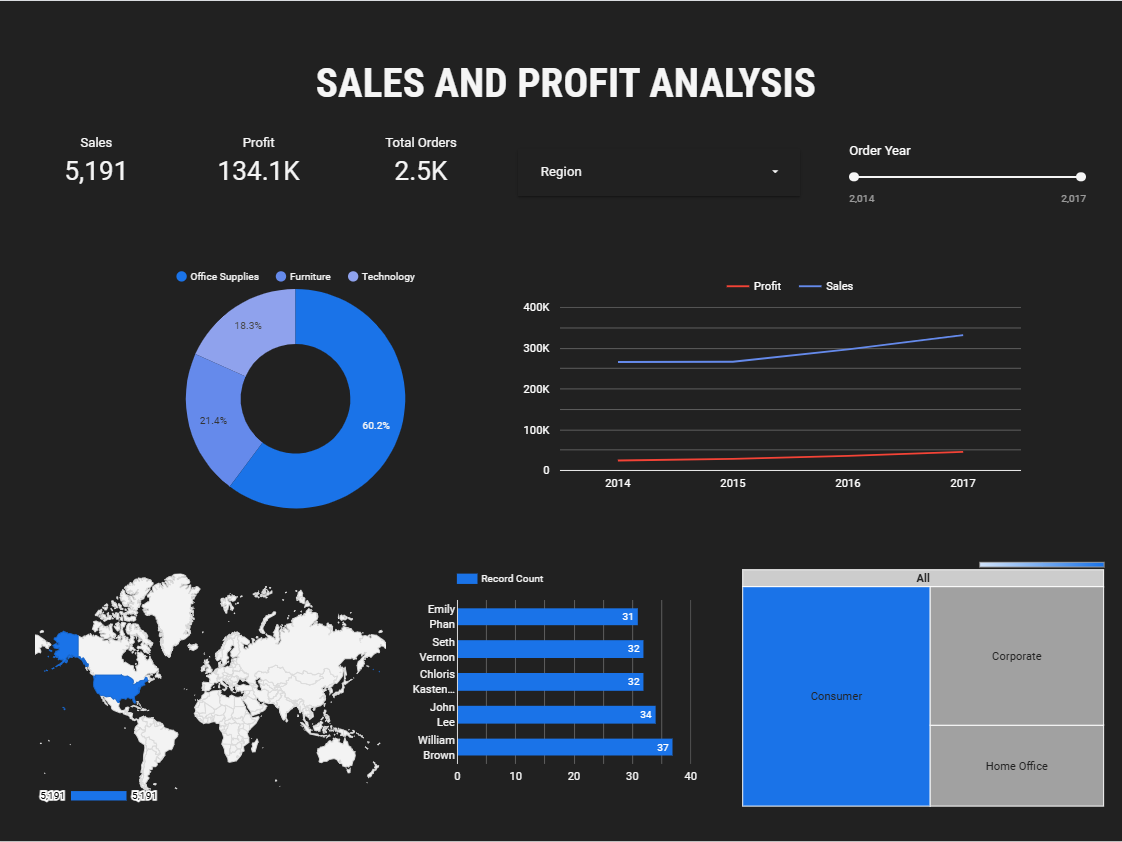 SALES AND PROFIT ANALYSIS
Sales
5,191
Profit
134.1K
Total Orders
2.5K
Region
Order Year
2,014
2,017
Office Supplies
Furniture
Technology
18.3%
21.4%
60.2%
Profit
Sales
400K
300K
200K
100K
0
2014
2015
2016
2017
5,191
5,191
Record Count
Emily
Phan
31
Seth
Vernon
32
Chloris
Kasten...
32
John
Lee
34
William
Brown
37
0
10
20
30
40
All
Consumer
Corporate
Home Office